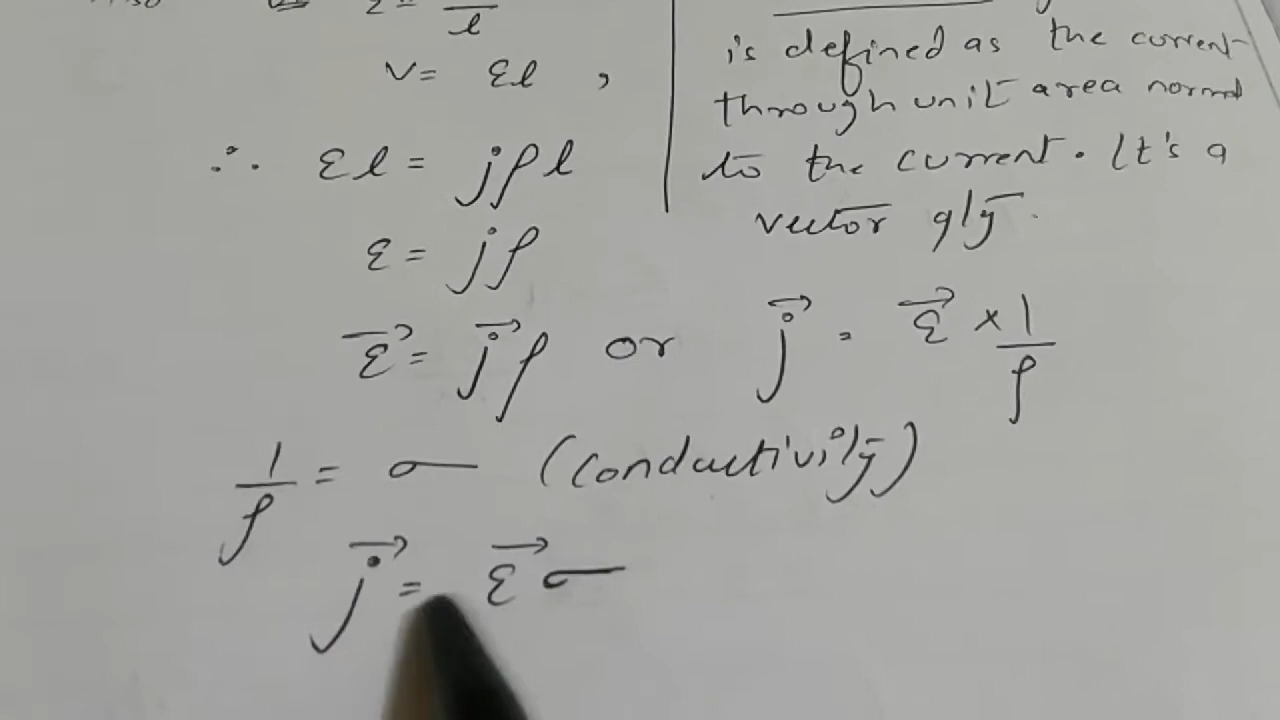 ε = —/l
V = εl ,
∴ εl = jρl
ε = jρ
ε⃗ = j⃗ρ or j⃗ = ε⃗ × 1/ρ
1/ρ = σ (conductivity)
j⃗ = ε⃗σ
is defined as the current
through unit area normal
to the current. It's a
vector qty.